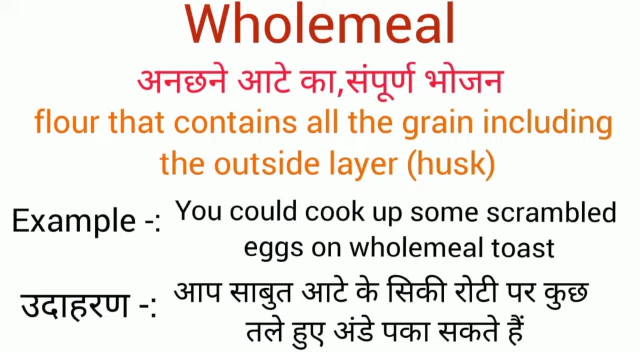 Wholemeal
अनछने आटे का,संपूर्ण भोजन
flour that contains all the grain including
the outside layer (husk)
Example -: You could cook up some scrambled
eggs on wholemeal toast
उदाहरण -: आप साबुत आटे के सिकी रोटी पर कुछ
तले हुए अंडे पका सकते हैं